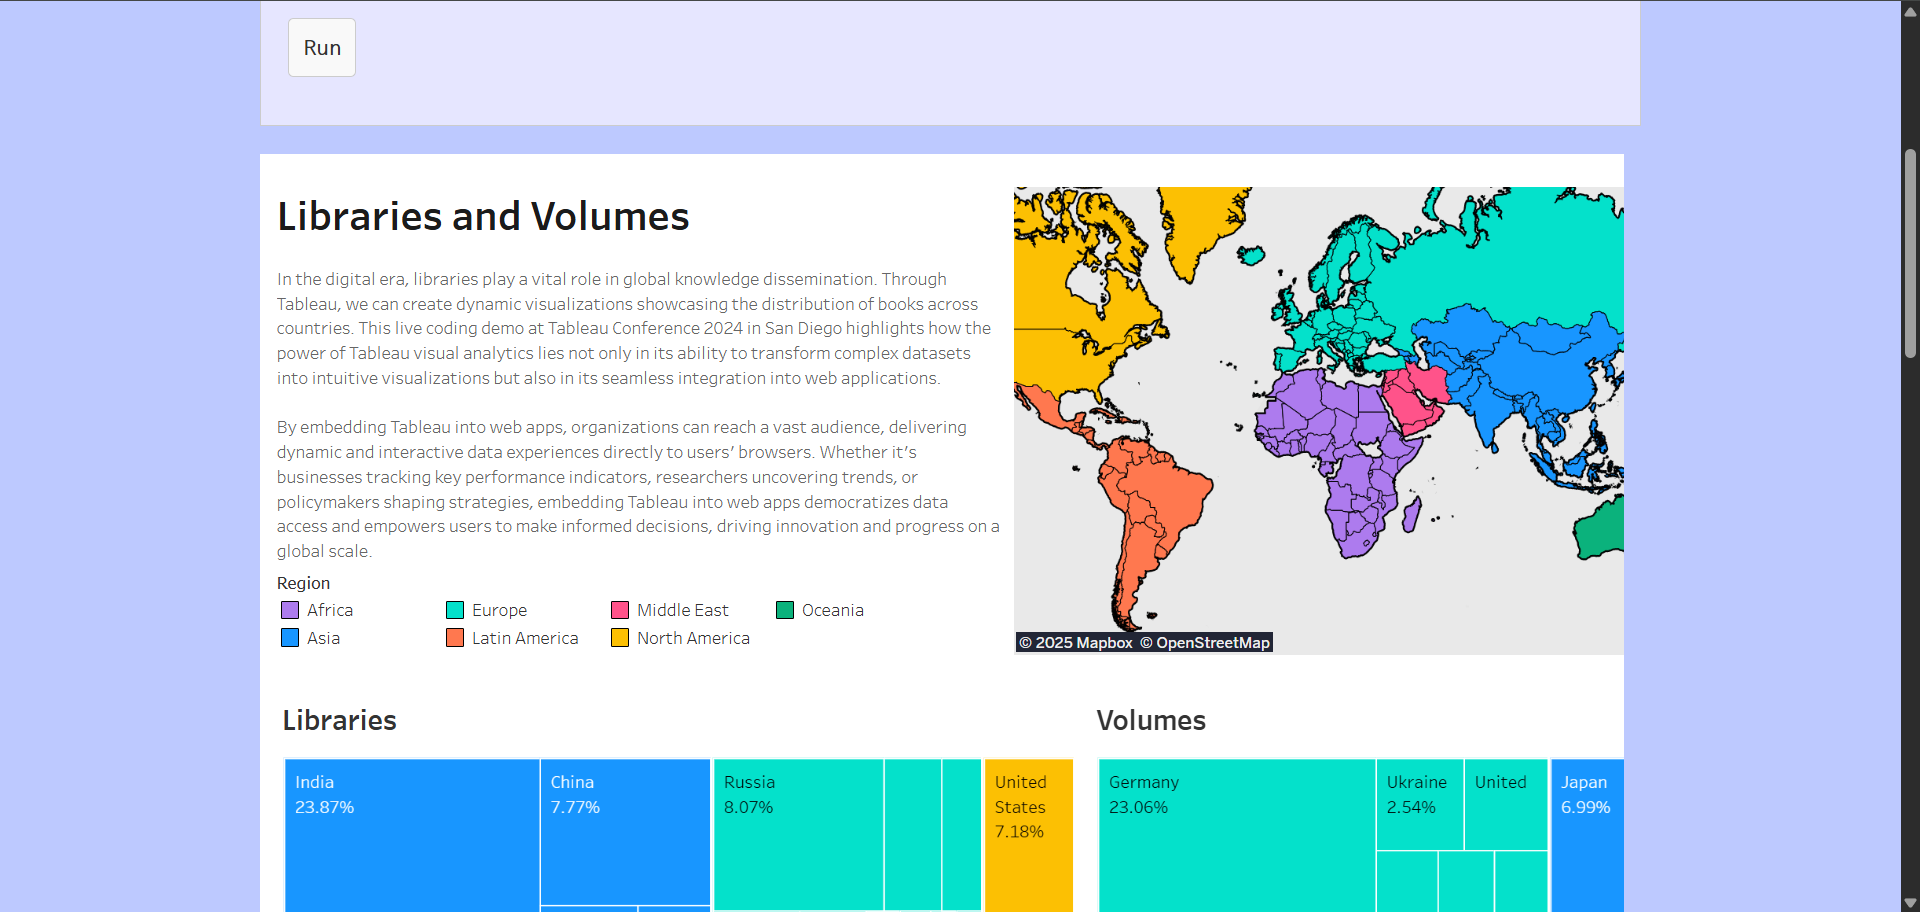 Run
Libraries and Volumes
In the digital era, libraries play a vital role in global knowledge dissemination. Through
Tableau, we can create dynamic visualizations showcasing the distribution of books across
countries. This live coding demo at Tableau Conference 2024 in San Diego highlights how the
power of Tableau visual analytics lies not only in its ability to transform complex datasets
into intuitive visualizations but also in its seamless integration into web applications.
By embedding Tableau into web apps, organizations can reach a vast audience, delivering
dynamic and interactive data experiences directly to users’ browsers. Whether it’s
businesses tracking key performance indicators, researchers uncovering trends, or
policymakers shaping strategies, embedding Tableau into web apps democratizes data
access and empowers users to make informed decisions, driving innovation and progress on a
global scale.
Region
Africa Europe Middle East Oceania
Asia Latin America North America
© 2025 Mapbox © OpenStreetMap
Libraries
India
23.87%
China
7.77%
Russia
8.07%
United
States
7.18%
Volumes
Germany
23.06%
Ukraine
2.54%
United
Japan
6.99%